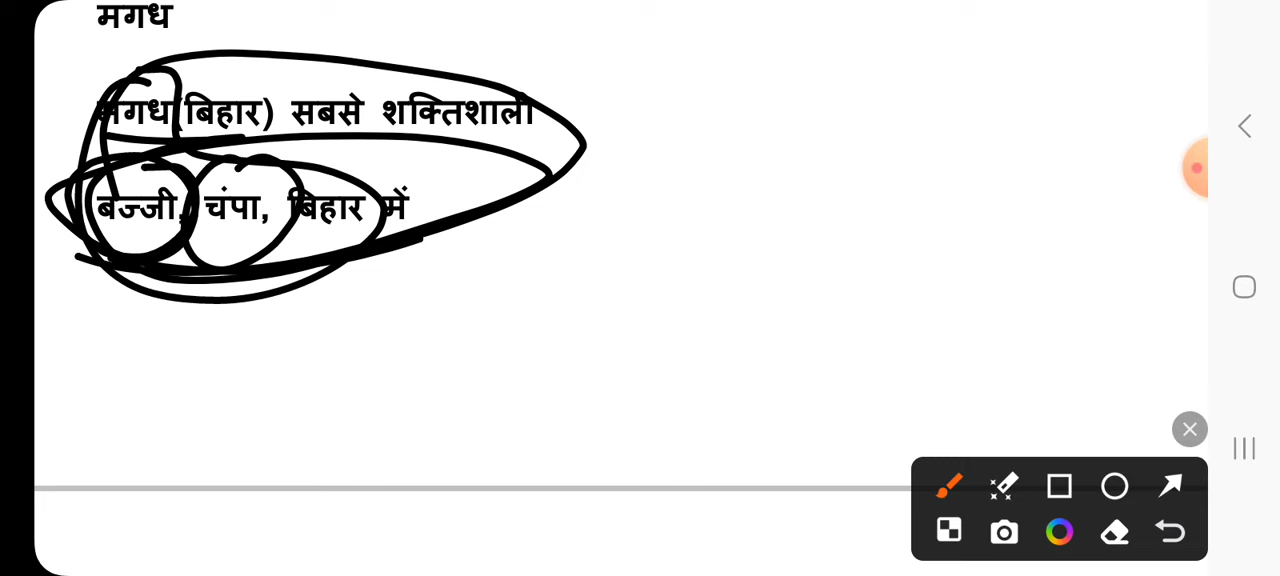 मगध
मगध(बिहार) सबसे शक्तिशाली
बज्जी, चंपा, बिहार में